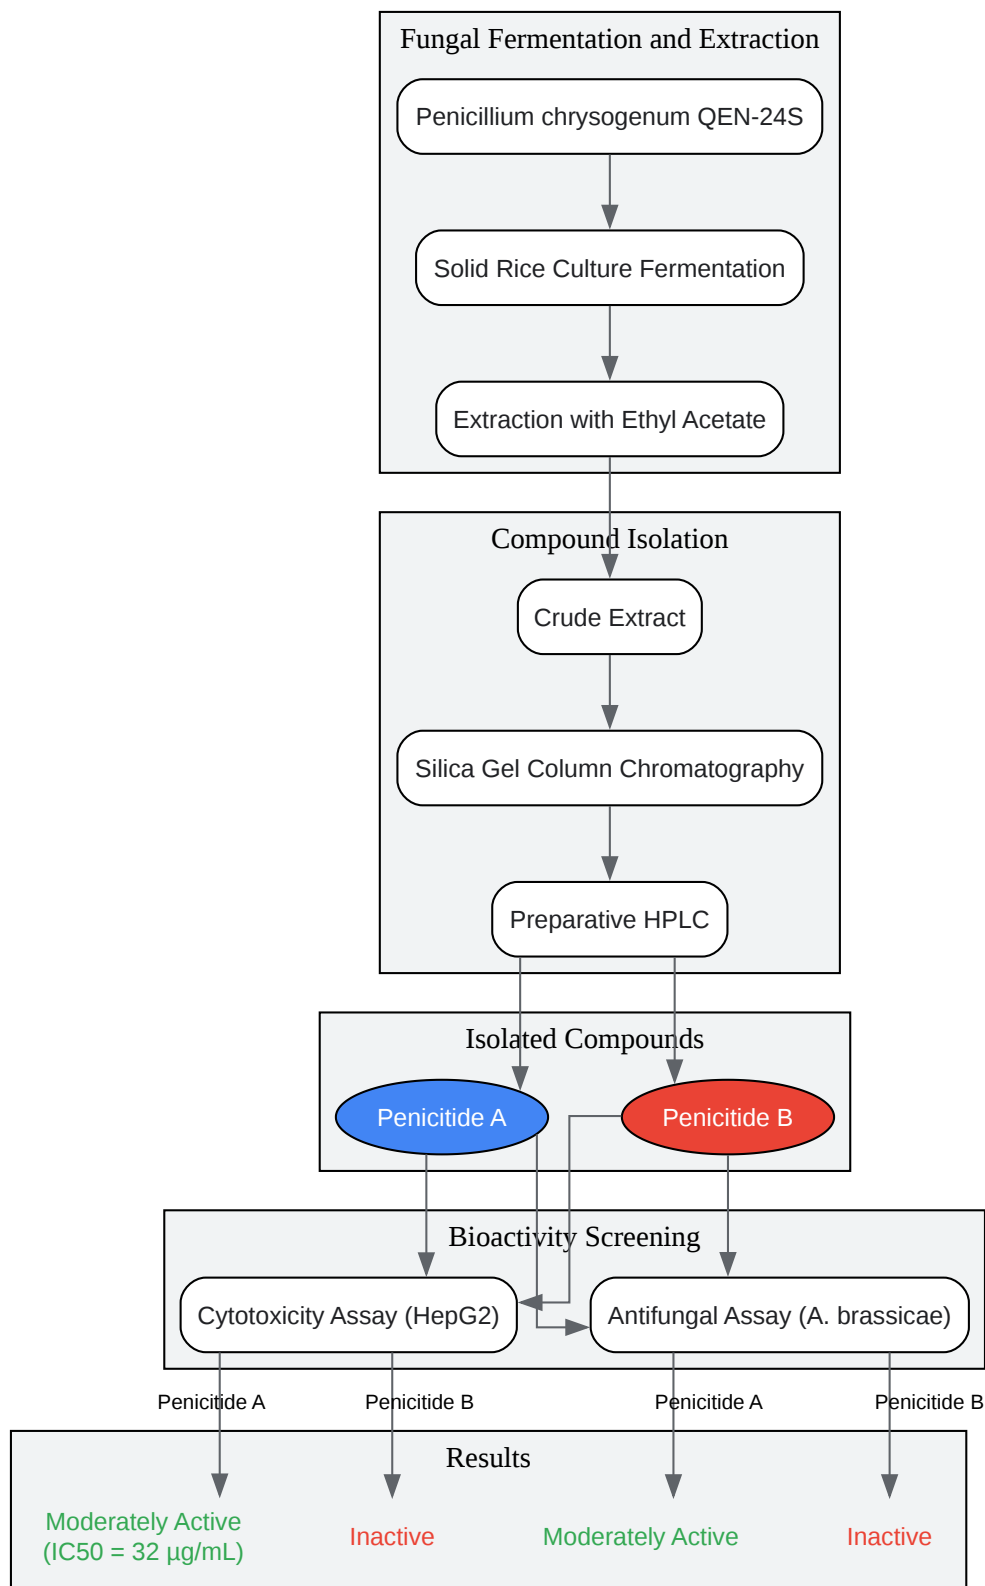 Fungal Fermentation and Extraction
Penicillium chrysogenum QEN-24S
Solid Rice Culture Fermentation
Extraction with Ethyl Acetate
Compound Isolation
Crude Extract
Silica Gel Column Chromatography
Preparative HPLC
Isolated Compounds
Penicitide A
Penicitide B
Bioactivity Screening
Cytotoxicity Assay (HepG2)
Antifungal Assay (A. brassicae)
Penicitide A
Penicitide B
Penicitide A
Penicitide B
Results
Moderately Active
(IC50 = 32 µg/mL)
Inactive
Moderately Active
Inactive